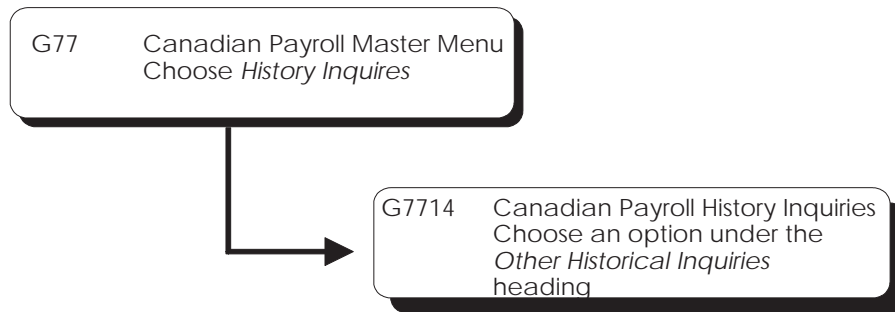 G77 Canadian Payroll Master Menu
Choose History Inquires
G7714 Canadian Payroll History Inquiries
Choose an option under the
Other Historical Inquiries
heading